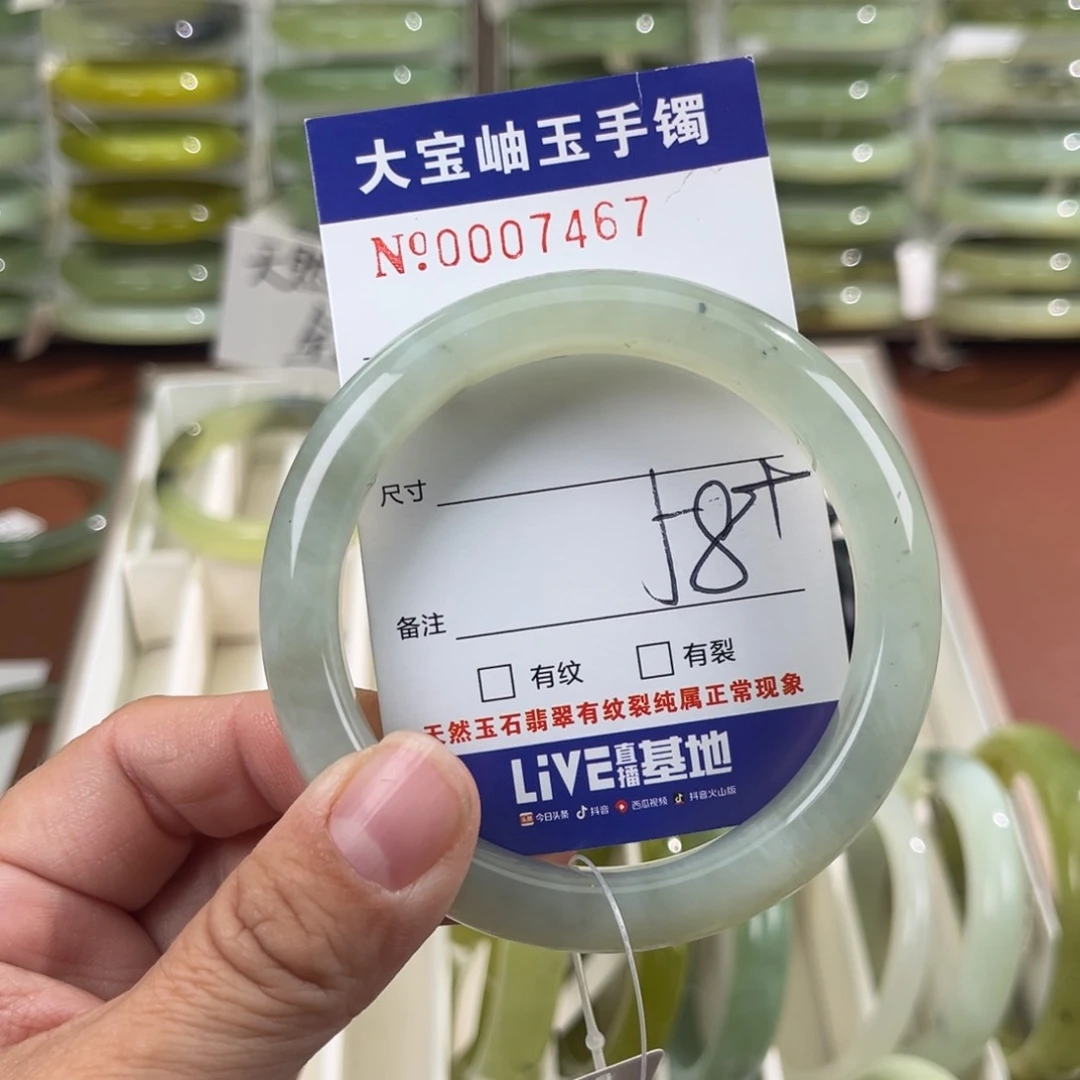 大宝岫玉手镯
№0007467
天然
尺寸
58
备注
□ 有纹 □ 有裂
天然玉石翡翠有纹裂纯属正常现象
LiVE直播基地
今日头条 抖音 西瓜视频 抖音火山版